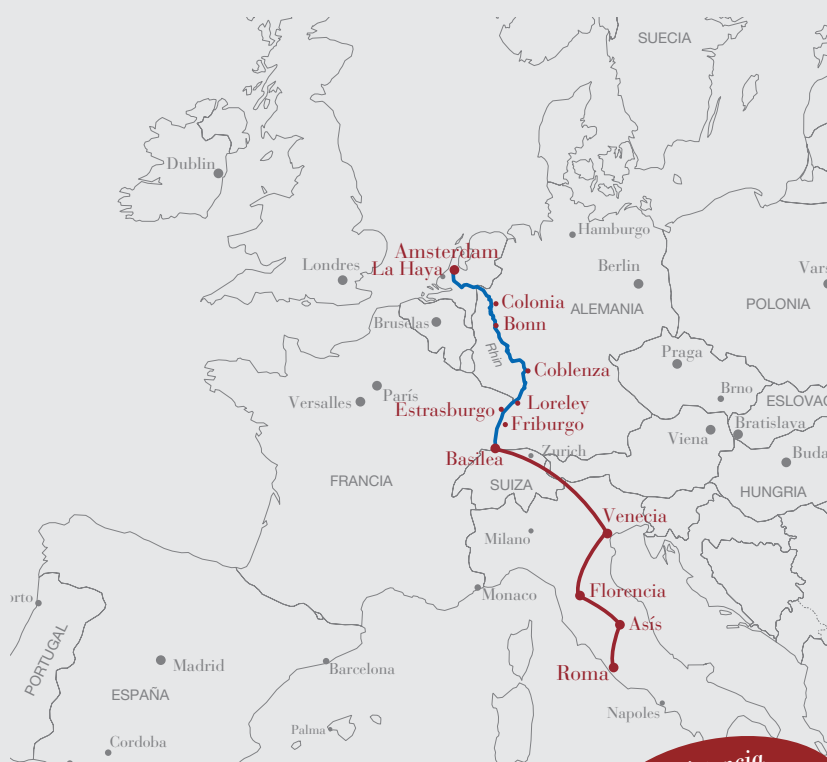 SUECIA
Dublin
Hamburgo
Amsterdam
La Haya
Londres
Berlin
Colonia
ALEMANIA
POLONIA
Bruselas
Bonn
Rhin
Praga
Coblenza
París
Brno
Versalles
Loreley
ESLOVAC
Estrasburgo
Friburgo
Bratislava
Viena
Basilea
Zurich
Buda
FRANCIA
SUIZA
HUNGRIA
Venecia
Milano
Monaco
Florencia
Asís
PORTUGAL
Madrid
Barcelona
Roma
ESPAÑA
Napoles
Palma
Cordoba